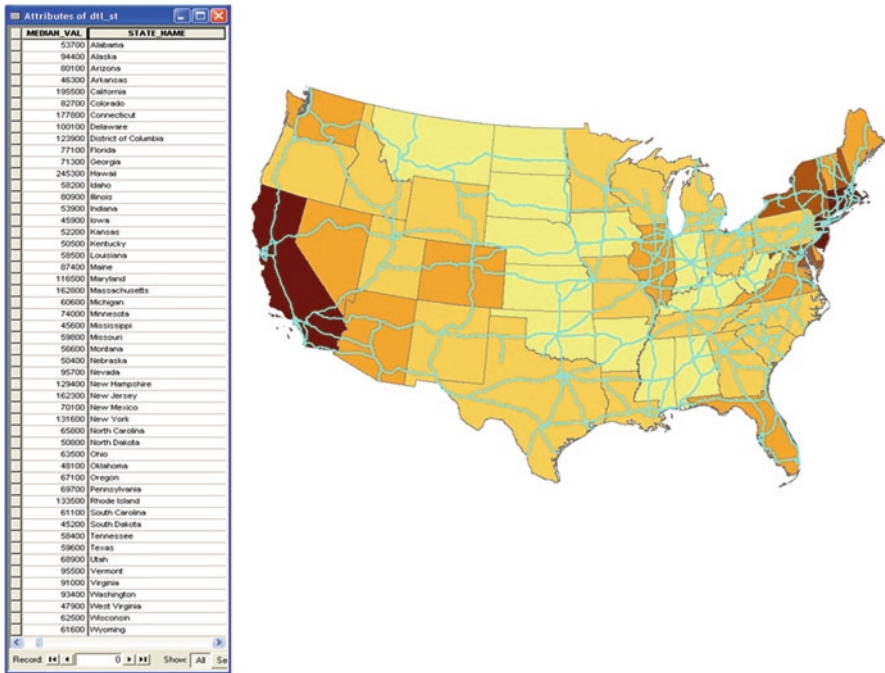 Attributes of dtl_st
MEDIAN_VAL STATE_NAME
53700 Alabama
94400 Alaska
80100 Arizona
46300 Arkansas
195500 California
82700 Colorado
177800 Connecticut
100100 Delaware
123900 District of Columbia
77100 Florida
71300 Georgia
245300 Hawaii
58200 Idaho
80900 Illinois
53900 Indiana
45900 Iowa
52200 Kansas
50500 Kentucky
58500 Louisiana
87400 Maine
116500 Maryland
162800 Massachusetts
60600 Michigan
74000 Minnesota
45600 Mississippi
59800 Missouri
56600 Montana
50400 Nebraska
95700 Nevada
129400 New Hampshire
162300 New Jersey
70100 New Mexico
131600 New York
65800 North Carolina
50800 North Dakota
63500 Ohio
48100 Oklahoma
67100 Oregon
69700 Pennsylvania
133500 Rhode Island
61100 South Carolina
45200 South Dakota
58400 Tennessee
59600 Texas
68900 Utah
95500 Vermont
91000 Virginia
93400 Washington
47900 West Virginia
62500 Wisconsin
61600 Wyoming
Record: 0 Show: All Se